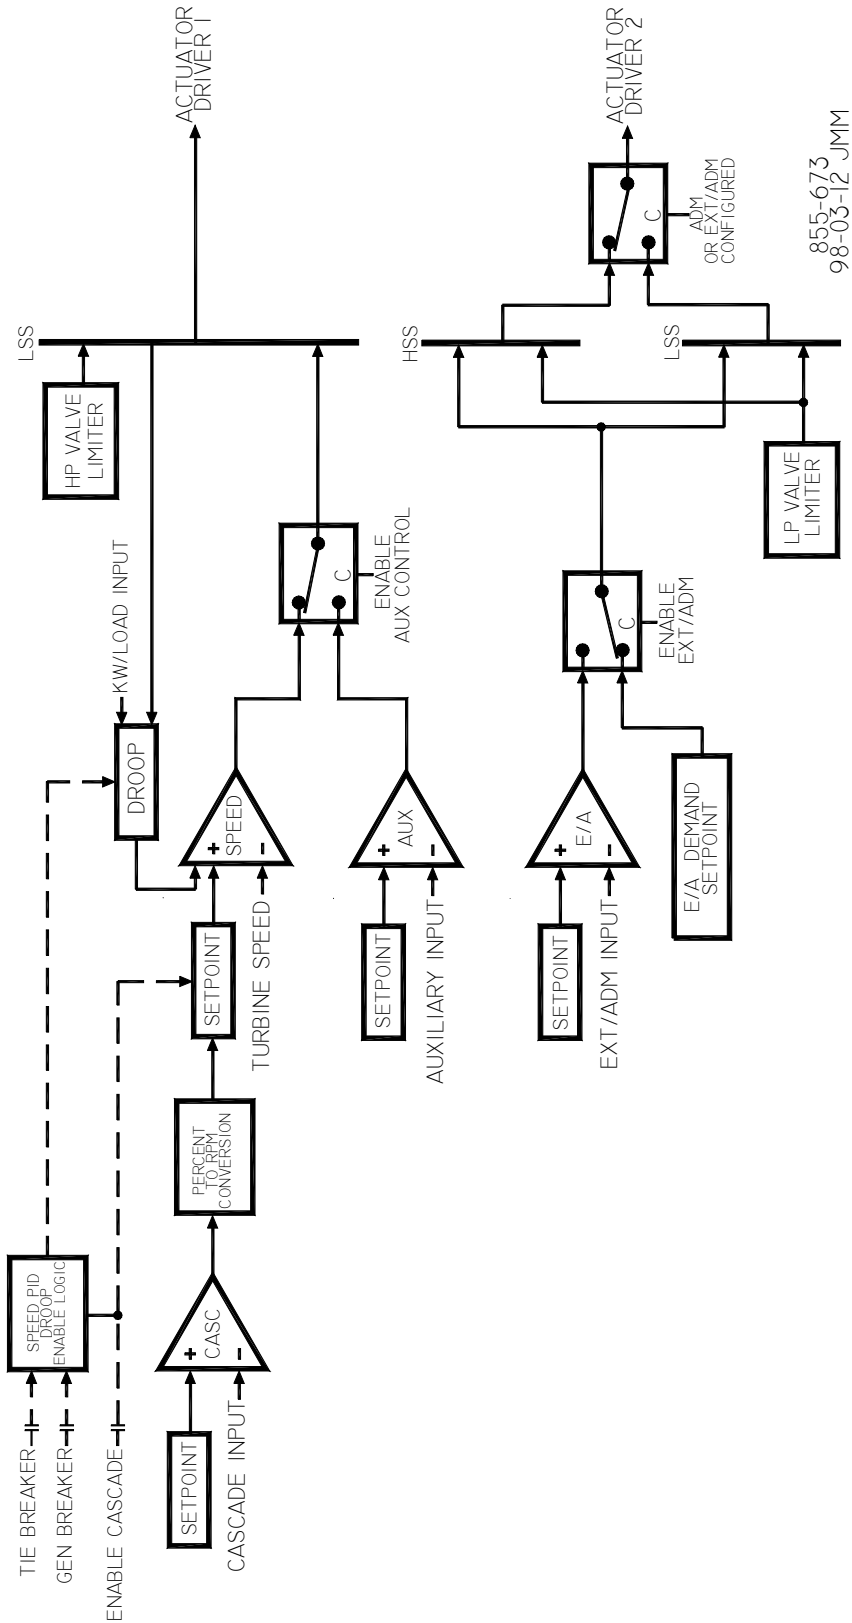 TIE BREAKER
GEN BREAKER
ENABLE CASCADE
SPEED PID
DROOP
ENABLE LOGIC
SETPOINT
CASCADE INPUT
CASC
+
-
PERCENT
TO RPM
CONVERSION
SETPOINT
TURBINE SPEED
DROOP
KW/LOAD INPUT
SPEED
+
-
HP VALVE
LIMITER
LSS
ACTUATOR
DRIVER 1
SETPOINT
AUXILIARY INPUT
AUX
+
-
C
ENABLE
AUX CONTROL
SETPOINT
EXT/ADM INPUT
E/A
+
-
E/A DEMAND
SETPOINT
C
ENABLE
EXT/ADM
LP VALVE
LIMITER
HSS
LSS
C
ADM
OR EXT/ADM
CONFIGURED
ACTUATOR
DRIVER 2
855-673
98-03-12 JMM